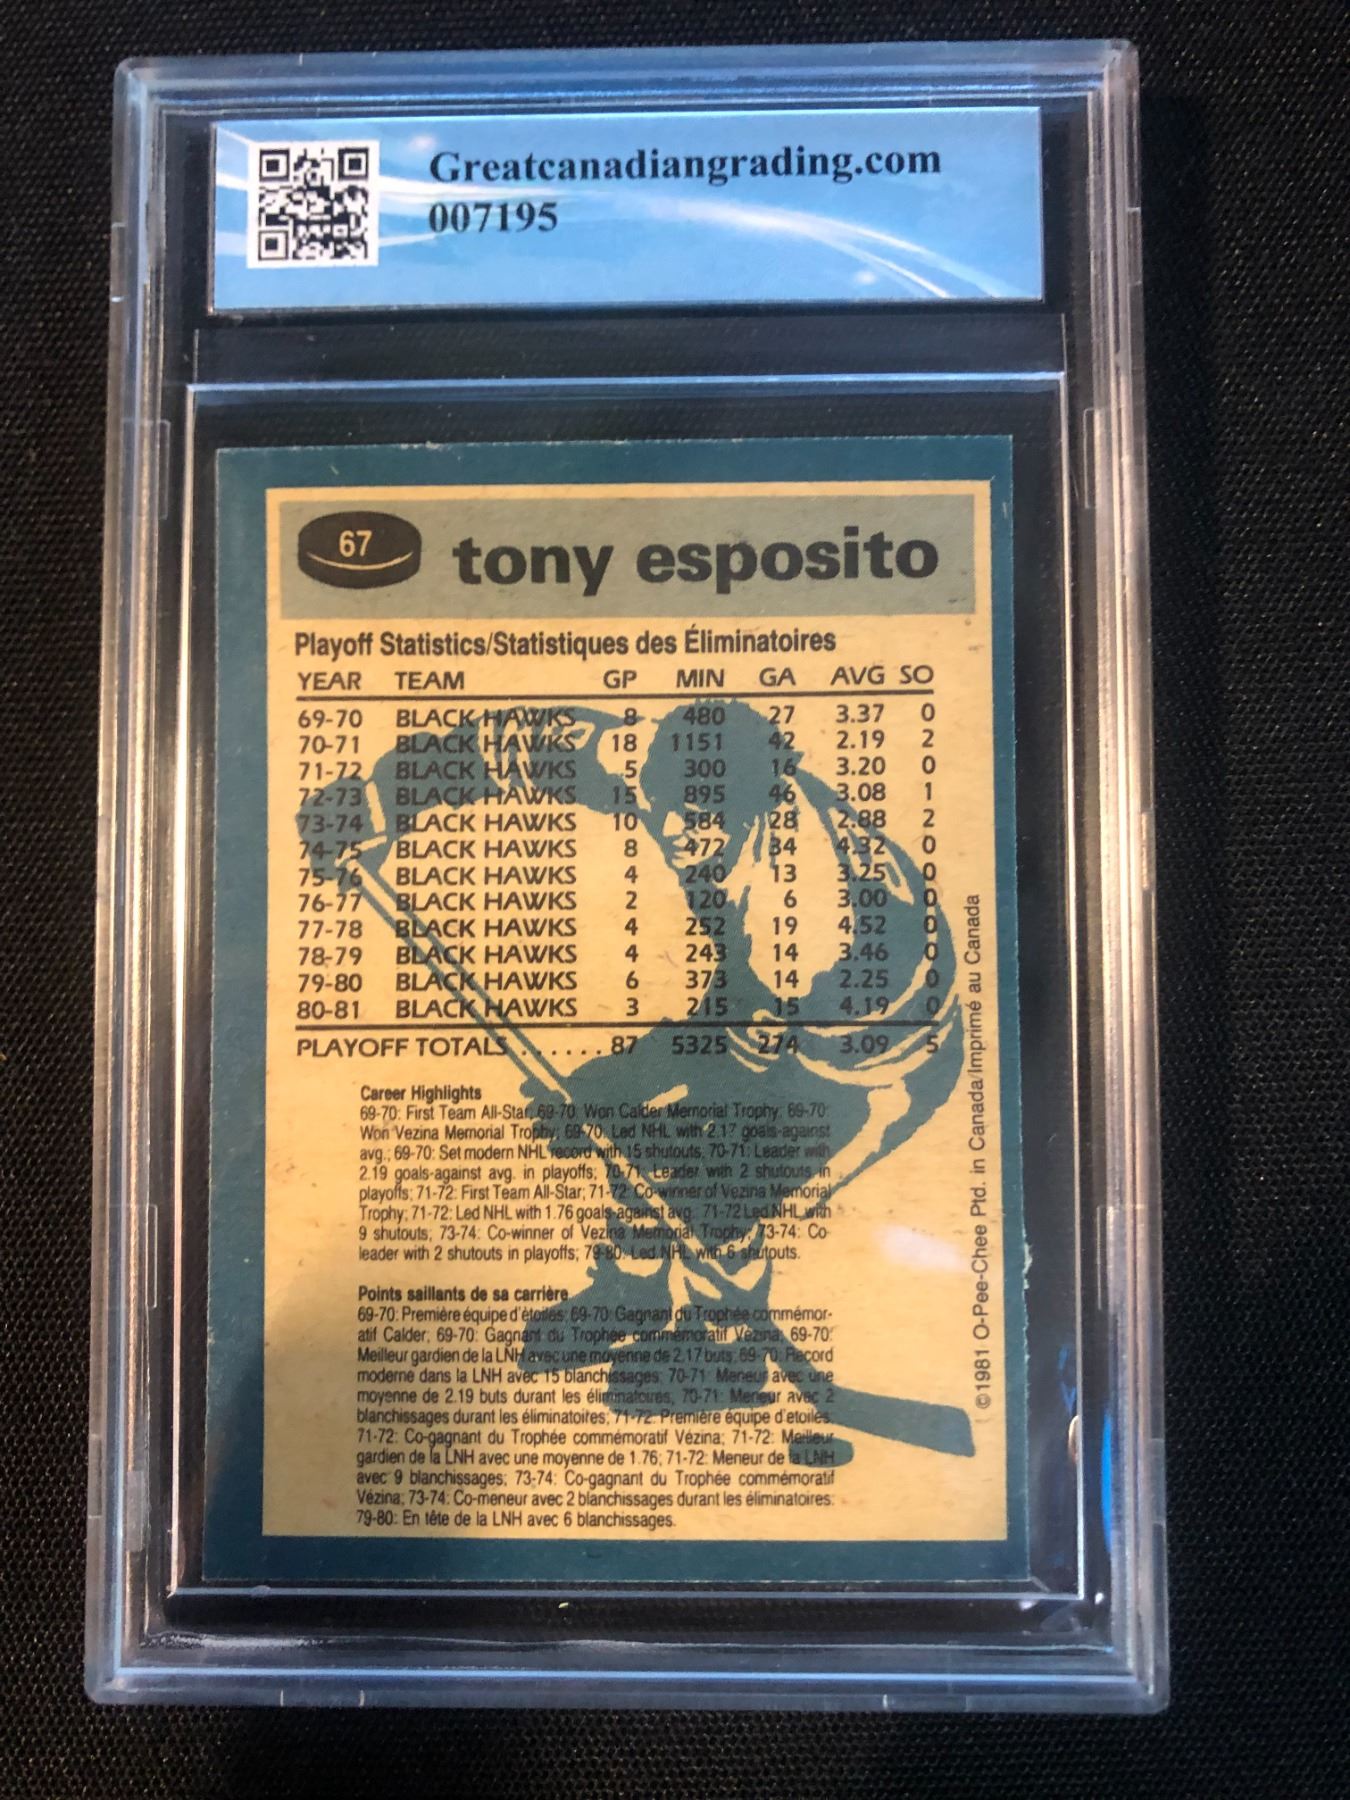 Greatcanadiangrading.com
007195
67
tony esposito
Playoff Statistics/Statistiques des Éliminatoires
YEAR TEAM GP MIN GA AVG SO
69-70 BLACK HAWKS 8 480 27 3.37 0
70-71 BLACK HAWKS 18 1151 42 2.19 2
71-72 BLACK HAWKS 5 300 16 3.20 0
72-73 BLACK HAWKS 15 895 46 3.08 1
73-74 BLACK HAWKS 10 584 28 2.88 2
74-75 BLACK HAWKS 8 472 34 4.32 0
75-76 BLACK HAWKS 4 240 13 3.25 0
76-77 BLACK HAWKS 2 120 6 3.00 0
77-78 BLACK HAWKS 4 252 19 4.52 0
78-79 BLACK HAWKS 4 243 14 3.46 0
79-80 BLACK HAWKS 6 373 14 2.25 0
80-81 BLACK HAWKS 3 215 15 4.19 0
PLAYOFF TOTALS ...... 87 5325 274 3.09 5
Career Highlights
69-70: First Team All-Star; 69-70: Won Calder Memorial Trophy; 69-70:
Won Vezina Memorial Trophy; 69-70: Led NHL with 2.17 goals-against
avg.; 69-70: Set modern NHL record with 15 shutouts; 70-71: Leader with
2.19 goals-against avg. in playoffs; 70-71: Leader with 2 shutouts in
playoffs; 71-72: First Team All-Star; 71-72: Co-winner of Vezina Memorial
Trophy; 71-72: Led NHL with 1.76 goals-against avg. 71-72 Led NHL with
9 shutouts; 73-74: Co-winner of Vezina Memorial Trophy; 73-74: Co-
leader with 2 shutouts in playoffs; 79-80: Led NHL with 6 shutouts.
Points saillants de sa carrière
69-70: Première équipe d'étoiles; 69-70: Gagnant du Trophée commémor-
atif Calder; 69-70: Gagnant du Trophée commémoratif Vézina; 69-70:
Meilleur gardien de la LNH avec une moyenne de 2.17 buts; 69-70: Record
moderne dans la LNH avec 15 blanchissages; 70-71: Meneur avec une
moyenne de 2.19 buts durant les éliminatoires; 70-71: Meneur avec 2
blanchissages durant les éliminatoires; 71-72: Première équipe d'etoiles;
71-72: Co-gagnant du Trophée commémoratif Vézina; 71-72: Meilleur
gardien de la LNH avec une moyenne de 1.76; 71-72: Meneur de la LNH
avec 9 blanchissages; 73-74: Co-gagnant du Trophée commémoratif
Vézina; 73-74: Co-meneur avec 2 blanchissages durant les éliminatoires:
79-80: En tête de la LNH avec 6 blanchissages.
©1981 O-Pee-Chee Ptd. in Canada/Imprimé au Canada